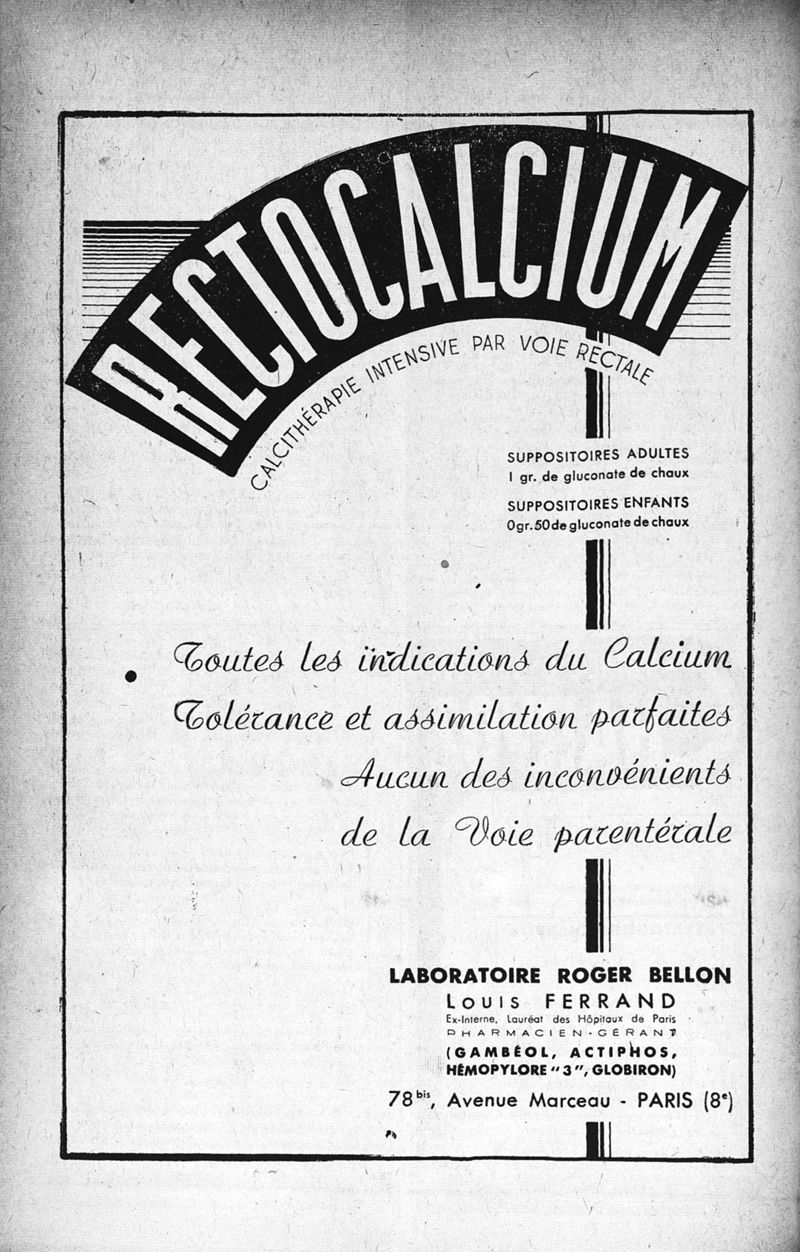 RECTOCALCIUM
CALCITHÉRAPIE INTENSIVE PAR VOIE RECTALE
SUPPOSITOIRES ADULTES
1 gr. de gluconate de chaux
SUPPOSITOIRES ENFANTS
0gr.50 de gluconate de chaux
Toutes les indications du Calcium
Tolérance et assimilation parfaites
Aucun des inconvénients
de la Voie parentérale
LABORATOIRE ROGER BELLON
LOUIS FERRAND
Ex-Interne, Lauréat des Hôpitaux de Paris
PHARMACIEN-GÉRANT
(GAMBÉOL, ACTIPHOS,
HÉMOPYLORE "3", GLOBIRON)
78 bis, Avenue Marceau - PARIS (8e)